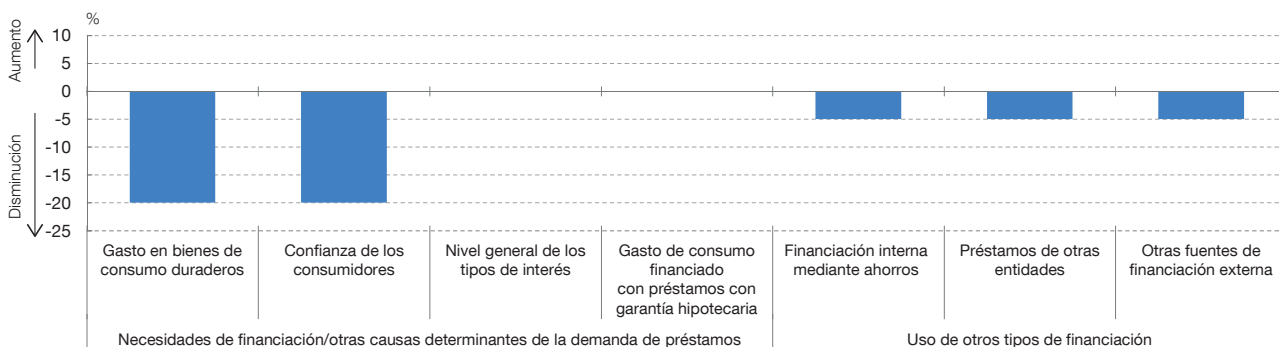 %
Aumento
Disminución
10
5
0
-5
-10
-15
-20
-25
Gasto en bienes de
consumo duraderos
Confianza de los
consumidores
Nivel general de los
tipos de interés
Gasto de consumo
financiado
con préstamos con
garantía hipotecaria
Financiación interna
mediante ahorros
Préstamos de otras
entidades
Otras fuentes de
financiación externa
Necesidades de financiación/otras causas determinantes de la demanda de préstamos
Uso de otros tipos de financiación